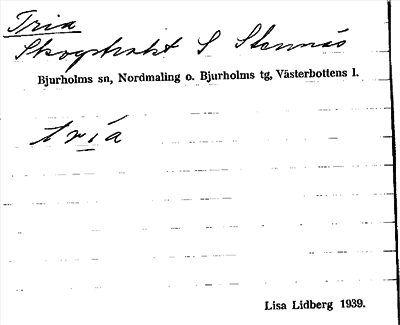 Tria
Skogstrakt S Stennäs
Bjurholms sn, Nordmaling o. Bjurholms tg, Västerbottens l.
tria
Lisa Lidberg 1939.